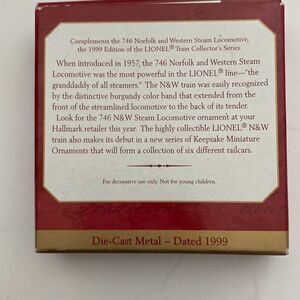 Complements the 746 Norfolk and Western Steam Locomotive,
the 1999 Edition of the LIONEL® Train Collector's Series.
When introduced in 1957, the 746 Norfolk and Western Steam
Locomotive was the most powerful in the LIONEL® line—"the
granddaddy of all steamers." The N&W train was easily recognized
by the distinctive burgundy color band that extended from the
front of the streamlined locomotive to the back of its tender.
Look for the 746 N&W Steam Locomotive ornament at your
Hallmark retailer this year. The highly collectible LIONEL® N&W
train also makes its debut in a new series of Keepsake Miniature
Ornaments that will form a collection of six different railcars.
For decorative use only. Not for young children.
Die-Cast Metal ~ Dated 1999